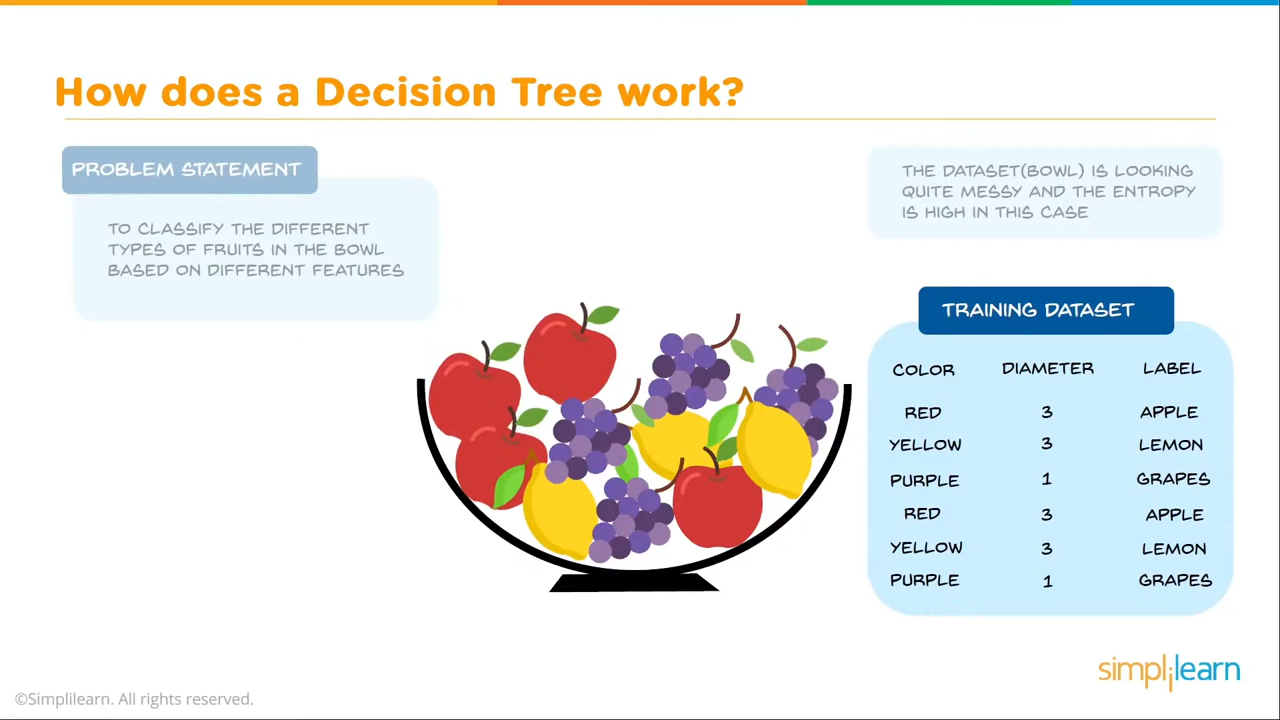 How does a Decision Tree work?
PROBLEM STATEMENT
TO CLASSIFY THE DIFFERENT
TYPES OF FRUITS IN THE BOWL
BASED ON DIFFERENT FEATURES
THE DATASET(BOWL) IS LOOKING
QUITE MESSY AND THE ENTROPY
IS HIGH IN THIS CASE
TRAINING DATASET
COLOR DIAMETER LABEL
RED 3 APPLE
YELLOW 3 LEMON
PURPLE 1 GRAPES
RED 3 APPLE
YELLOW 3 LEMON
PURPLE 1 GRAPES
simplilearn
©Simplilearn. All rights reserved.